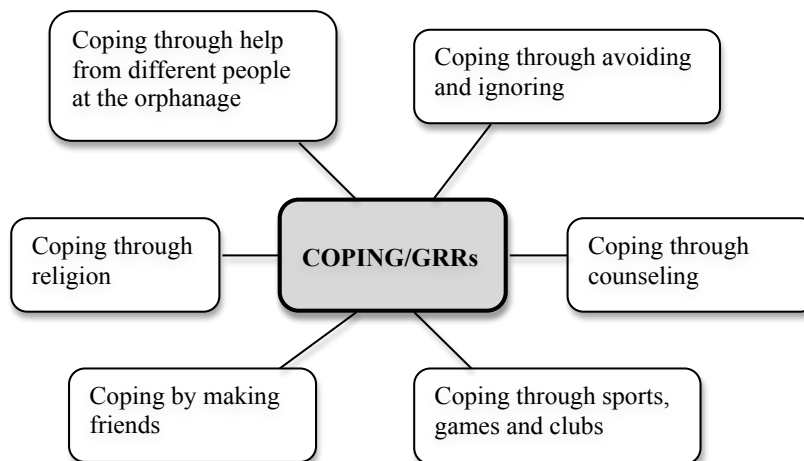 Coping through help
from different people
at the orphanage
Coping through avoiding
and ignoring
Coping through
religion
COPING/GRRs
Coping through
counseling
Coping by making
friends
Coping through sports,
games and clubs